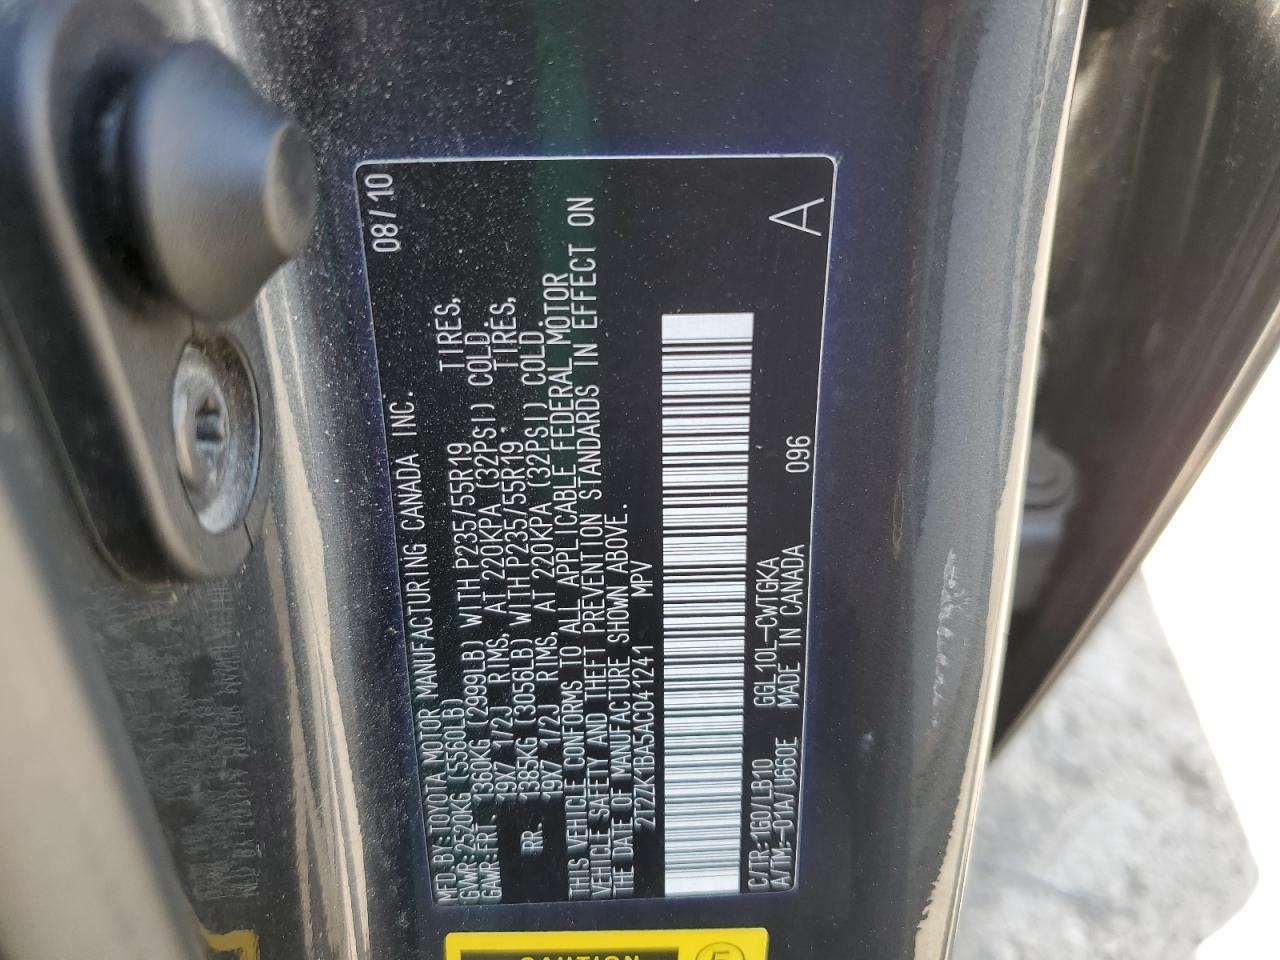 MFD.BY:TOYOTA MOTOR MANUFACTURING CANADA INC. 08/10
GVWR:2520KG (5560LB)
GAWR:FRT. 1360KG (2999LB) WITH P235/55R19 TIRES,
19X7 1/2J RIMS, AT 220KPA (32PSI) COLD.
RR. 1385KG (3056LB) WITH P235/55R19 TIRES,
19X7 1/2J RIMS, AT 220KPA (32PSI) COLD.
THIS VEHICLE CONFORMS TO ALL APPLICABLE FEDERAL MOTOR
VEHICLE SAFETY AND THEFT PREVENTION STANDARDS IN EFFECT ON
THE DATE OF MANUFACTURE SHOWN ABOVE.
2T2ZK1BA5AC041241 MPV
C/TR:1G0/LB10 GGL10L-CWTGKA 096
A/TM:-01A/U660E MADE IN CANADA A
CAUTION